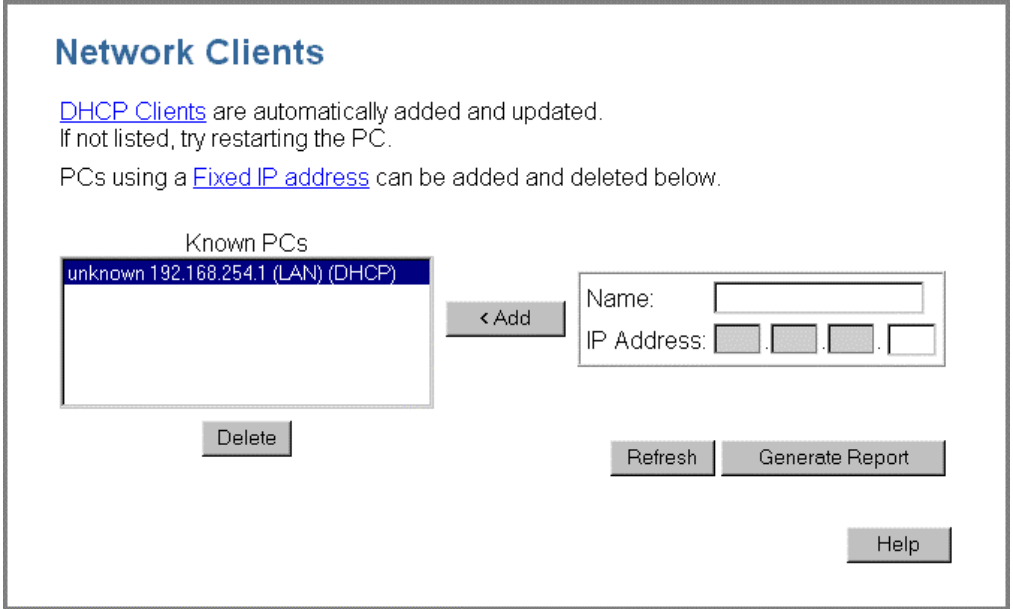 Network Clients
DHCP Clients are automatically added and updated.
If not listed, try restarting the PC.
PCs using a Fixed IP address can be added and deleted below.
Known PCs
unknown 192.168.254.1 (LAN) (DHCP)
< Add
Name:
IP Address: . . .
Delete
Refresh
Generate Report
Help